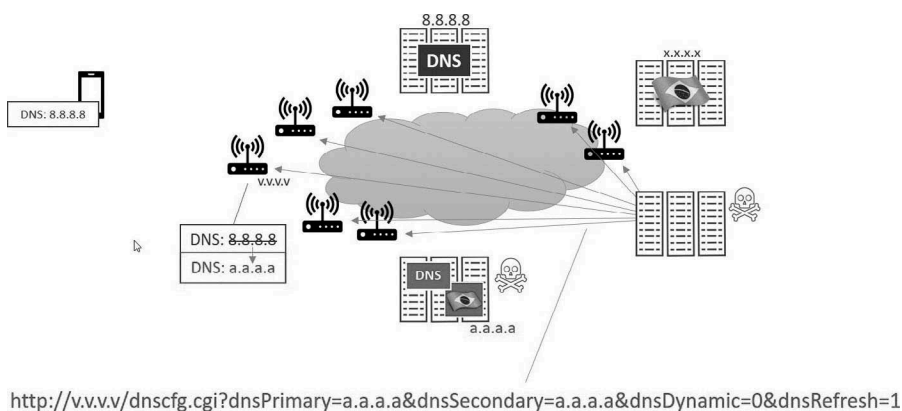 8.8.8.8
DNS
x.x.x.x
DNS: 8.8.8.8
v.v.v.v
DNS: 8.8.8.8
DNS: a.a.a.a
DNS
a.a.a.a
http://v.v.v.v/dnscfg.cgi?dnsPrimary=a.a.a.a&dnsSecondary=a.a.a.a&dnsDynamic=0&dnsRefresh=1